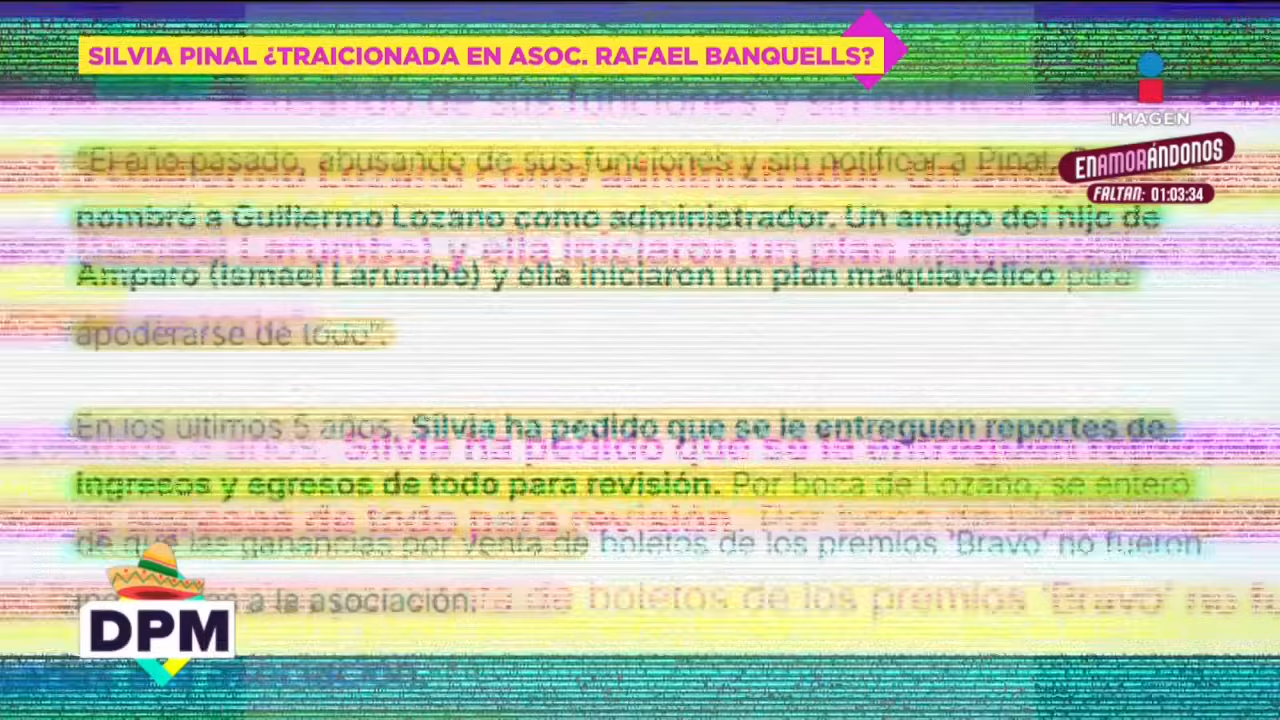 SILVIA PINAL ¿TRAICIONADA EN ASOC. RAFAEL BANQUELLS?
IMAGEN
ENAMORÁNDONOS
FALTAN: 01:03:34
"El año pasado, abusando de sus funciones y sin notificar a Pinal,
nombró a Guillermo Lozano como administrador. Un amigo del hijo de
Amparo (Ismael Larumbe) y ella iniciaron un plan maquiavélico para
apoderarse de todo".
En los últimos 5 años, Silvia ha pedido que se le entreguen reportes de
ingresos y egresos de todo para revisión. Por boca de Lozano, se enteró
de que las ganancias por venta de boletos de los premios 'Bravo' no fueron
a la asociación.
DPM